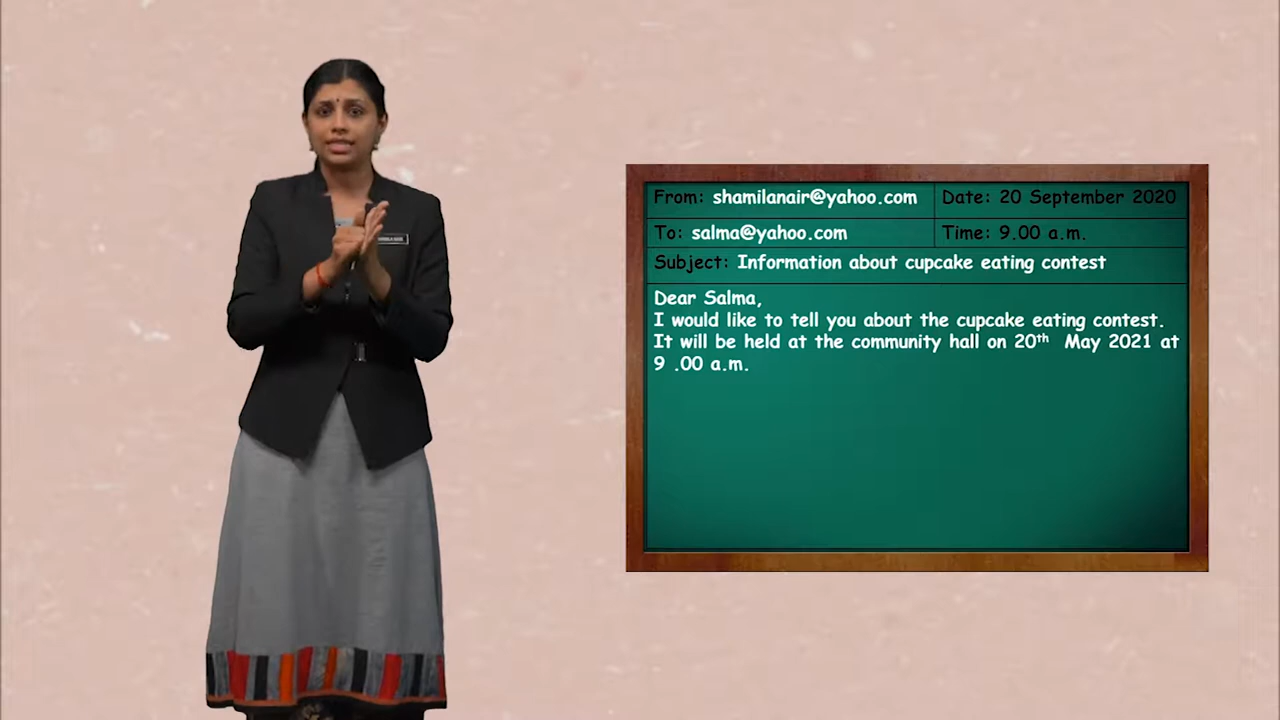 From: shamilanair@yahoo.com
Date: 20 September 2020
To: salma@yahoo.com
Time: 9.00 a.m.
Subject: Information about cupcake eating contest
Dear Salma,
I would like to tell you about the cupcake eating contest.
It will be held at the community hall on 20th May 2021 at
9 .00 a.m.